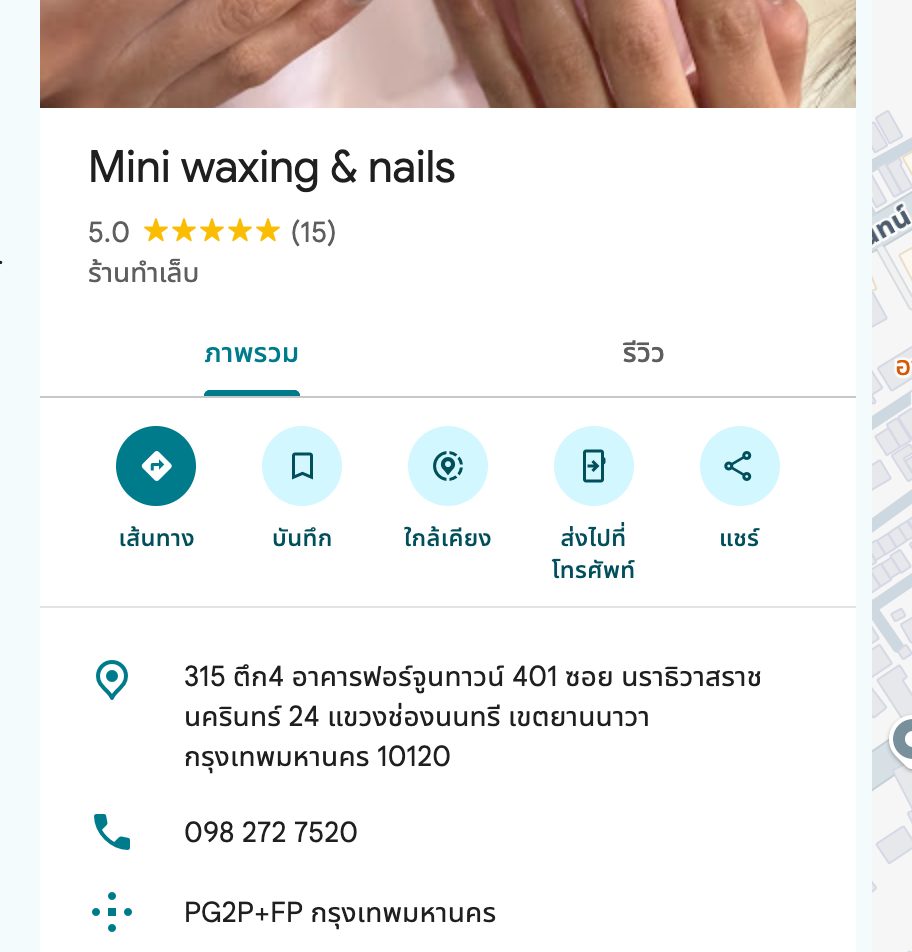 Mini waxing & nails
5.0 ★★★★★ (15)
ร้านทำเล็บ
ภาพรวม
รีวิว
เส้นทาง
บันทึก
ใกล้เคียง
ส่งไปที่
โทรศัพท์
แชร์
315 ตึก4 อาคารฟอร์จูนทาวน์ 401 ซอย นราธิวาสราช
นครินทร์ 24 แขวงช่องนนทรี เขตยานนาวา
กรุงเทพมหานคร 10120
098 272 7520
PG2P+FP กรุงเทพมหานคร